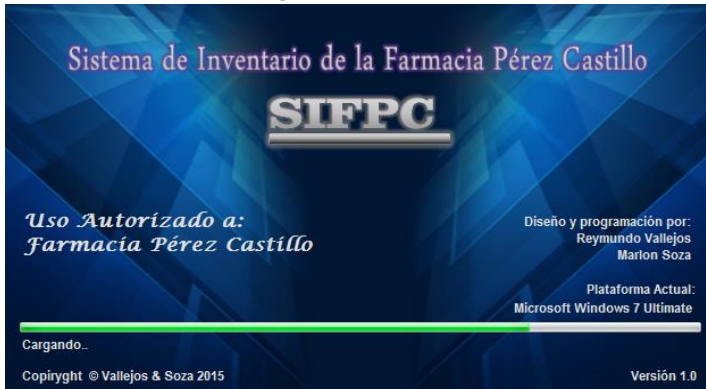 Sistema de Inventario de la Farmacia Pérez Castillo
SIFPC
Uso Autorizado a:
Farmacia Pérez Castillo
Diseño y programación por:
Reymundo Vallejos
Marlon Soza
Plataforma Actual:
Microsoft Windows 7 Ultimate
Cargando..
Copiryght © Vallejos & Soza 2015
Versión 1.0